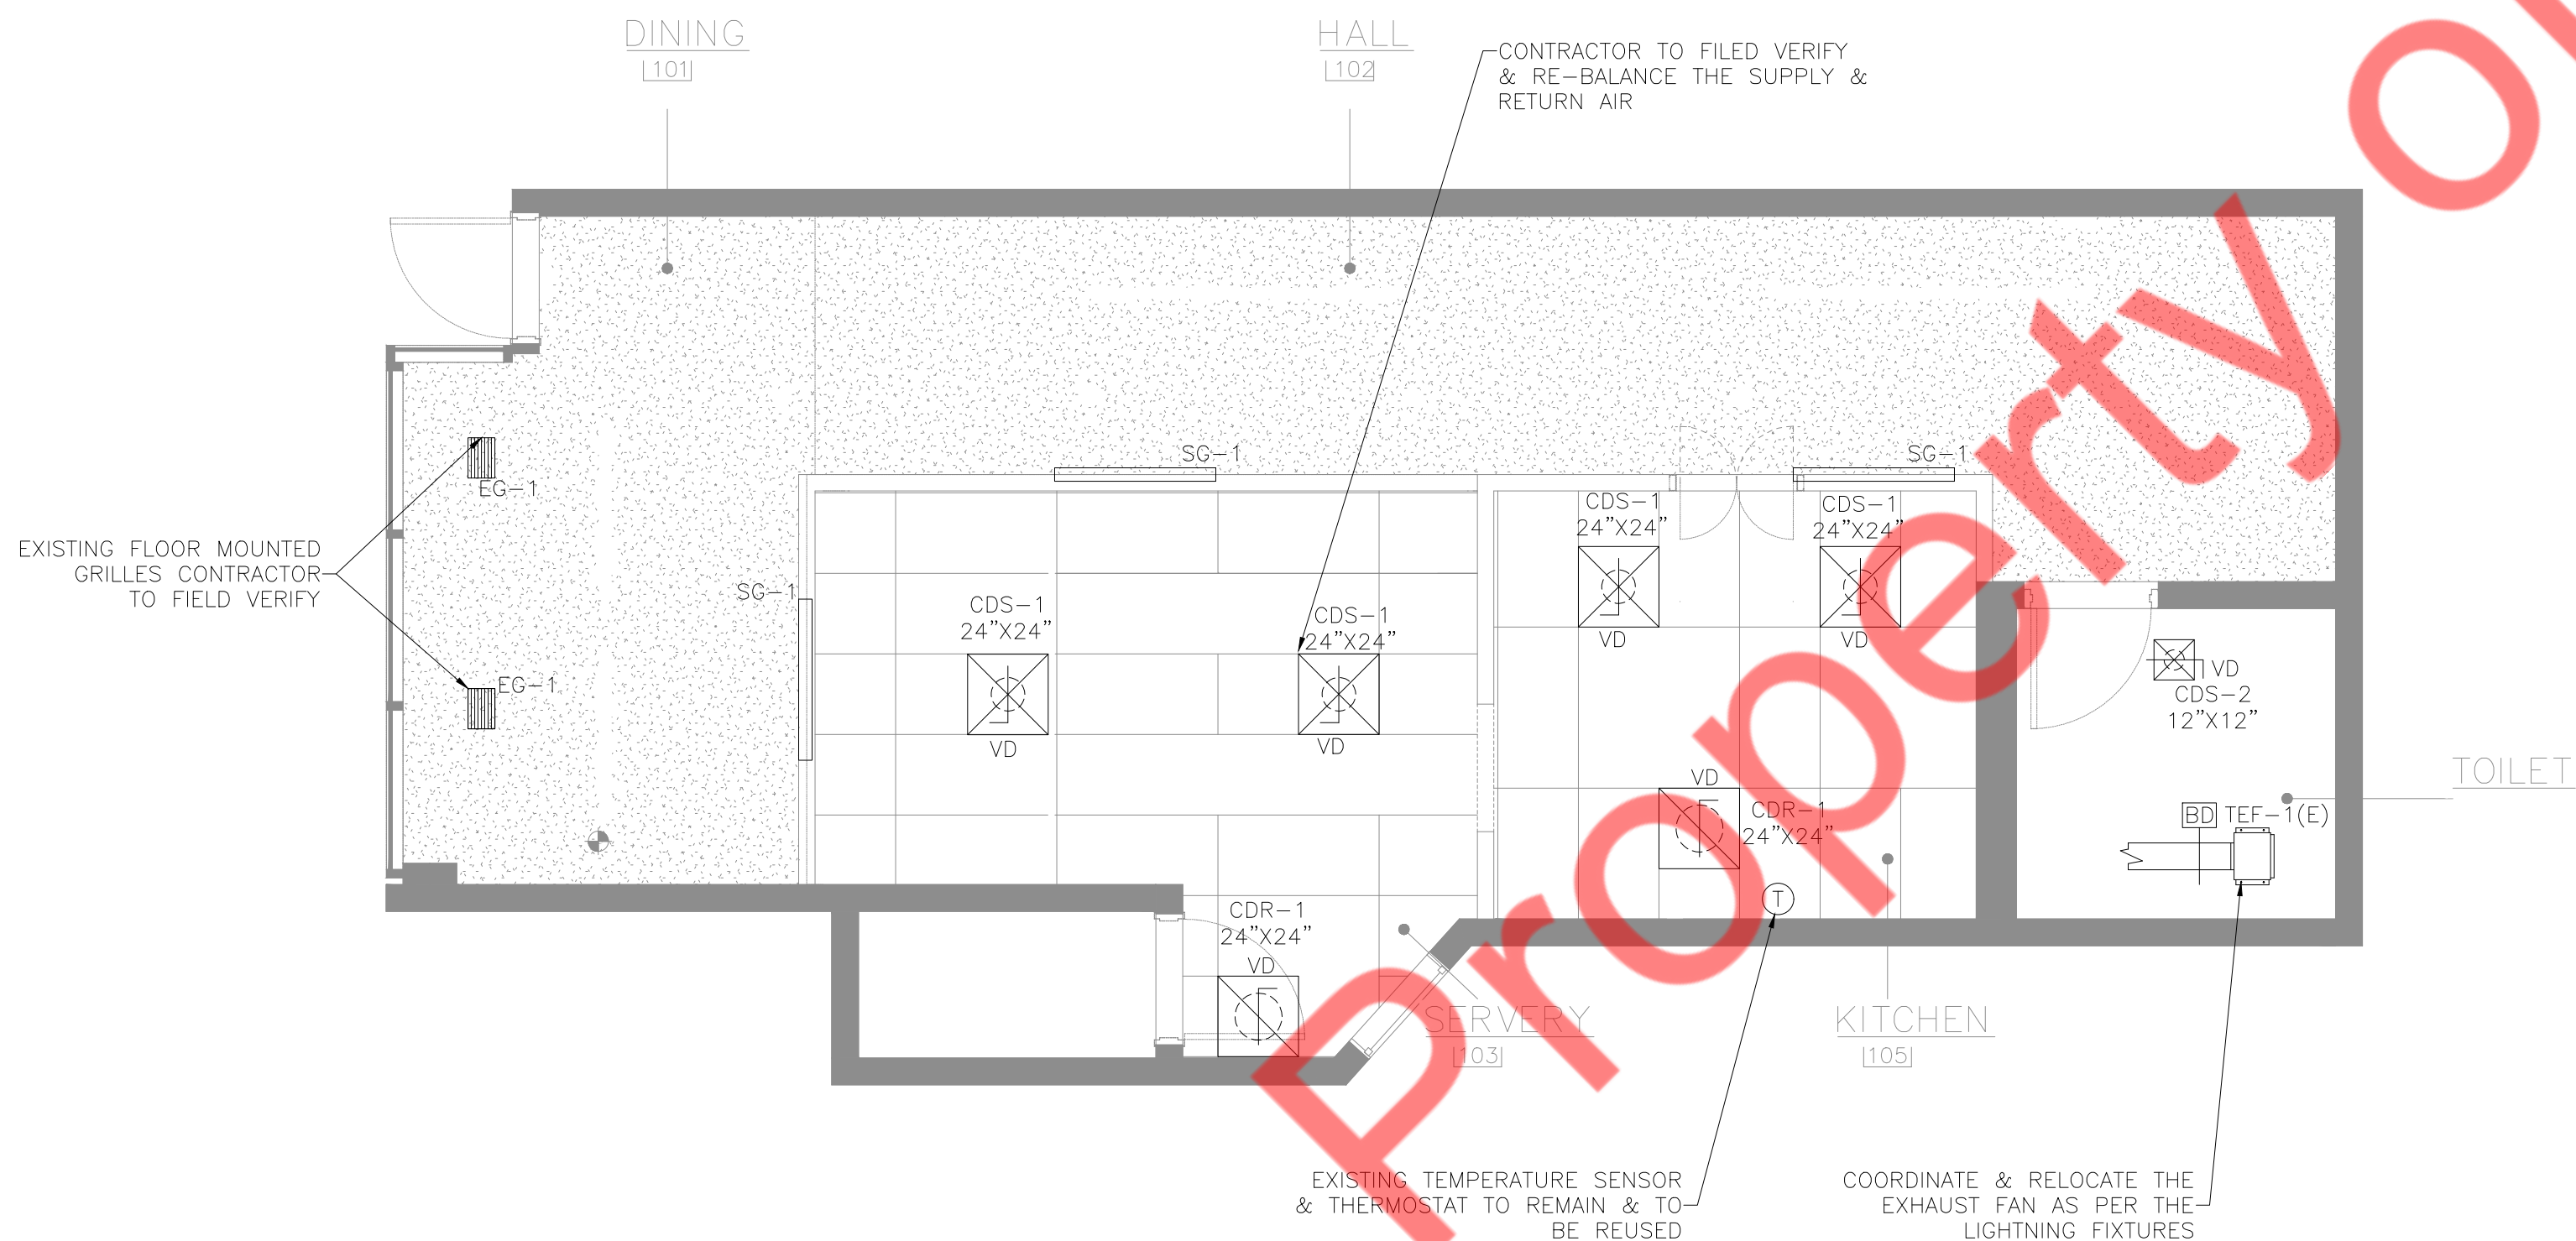 DINING
101
HALL
102
CONTRACTOR TO FILED VERIFY
& RE-BALANCE THE SUPPLY &
RETURN AIR
SG-1
SG-1
EG-1
EXISTING FLOOR MOUNTED
GRILLES CONTRACTOR
TO FIELD VERIFY
EG-1
SG-1
CDS-1
24"X24"
VD
CDS-1
24"X24"
VD
CDS-1
24"X24"
VD
CDS-1
24"X24"
VD
VD
CDS-2
12"X12"
TOILET
BD TEF-1(E)
VD
CDR-1
24"X24"
T
CDR-1
24"X24"
VD
SERVERY
103
KITCHEN
105
EXISTING TEMPERATURE SENSOR
& THERMOSTAT TO REMAIN & TO
BE REUSED
COORDINATE & RELOCATE THE
EXHAUST FAN AS PER THE
LIGHTNING FIXTURES
Property